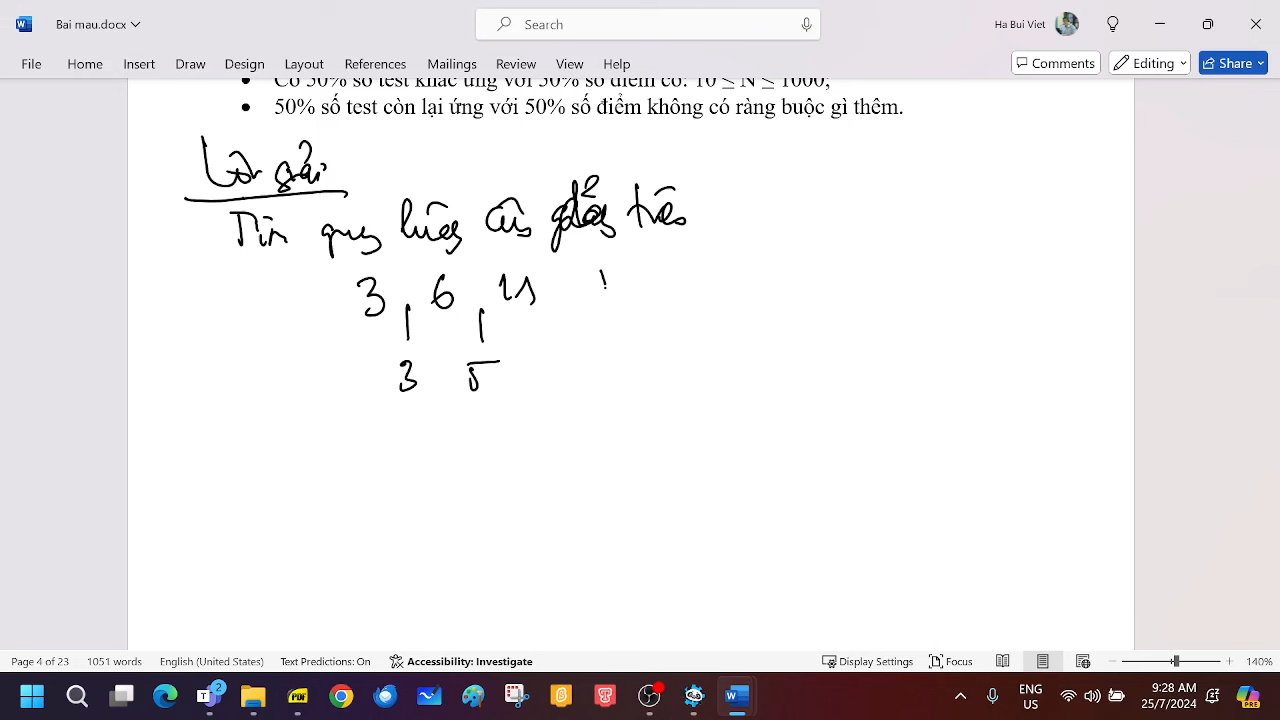 Bai mau.docx
Search
Ha Bui Viet
File Home Insert Draw Design Layout References Mailings Review View Help
Comments Editing Share
Có 30% số test khác ứng với 30% số điểm có: 10 ≤ N ≤ 1000;
50% số test còn lại ứng với 50% số điểm không có ràng buộc gì thêm.
Lời giải
Tìm quy luật của trên
3 6 11
3 5
Page 4 of 23 1051 words English (United States) Text Predictions: On Accessibility: Investigate Display Settings Focus 140%
2
ENG
US
9:28 AM
25/7/2024
PRE